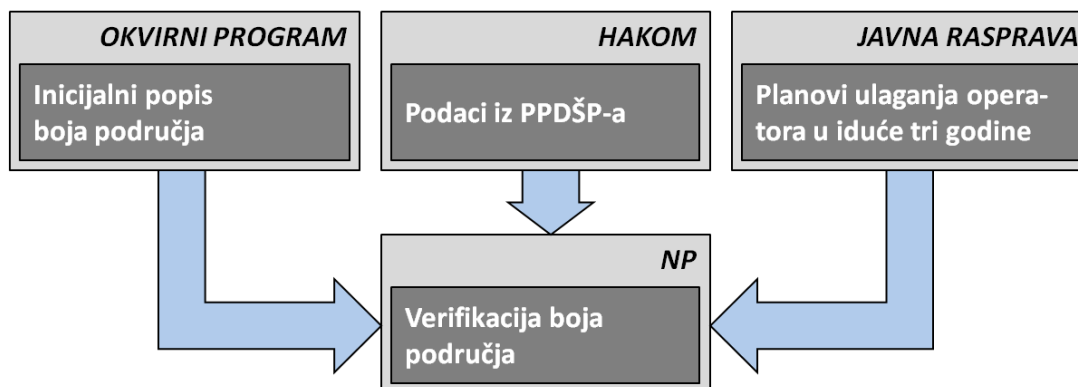 OKVIRNI PROGRAM
Inicijalni popis
boja područja
HAKOM
Podaci iz PPDŠP-a
JAVNA RASPRAVA
Planovi ulaganja opera-
tora u iduće tri godine
NP
Verifikacija boja
područja